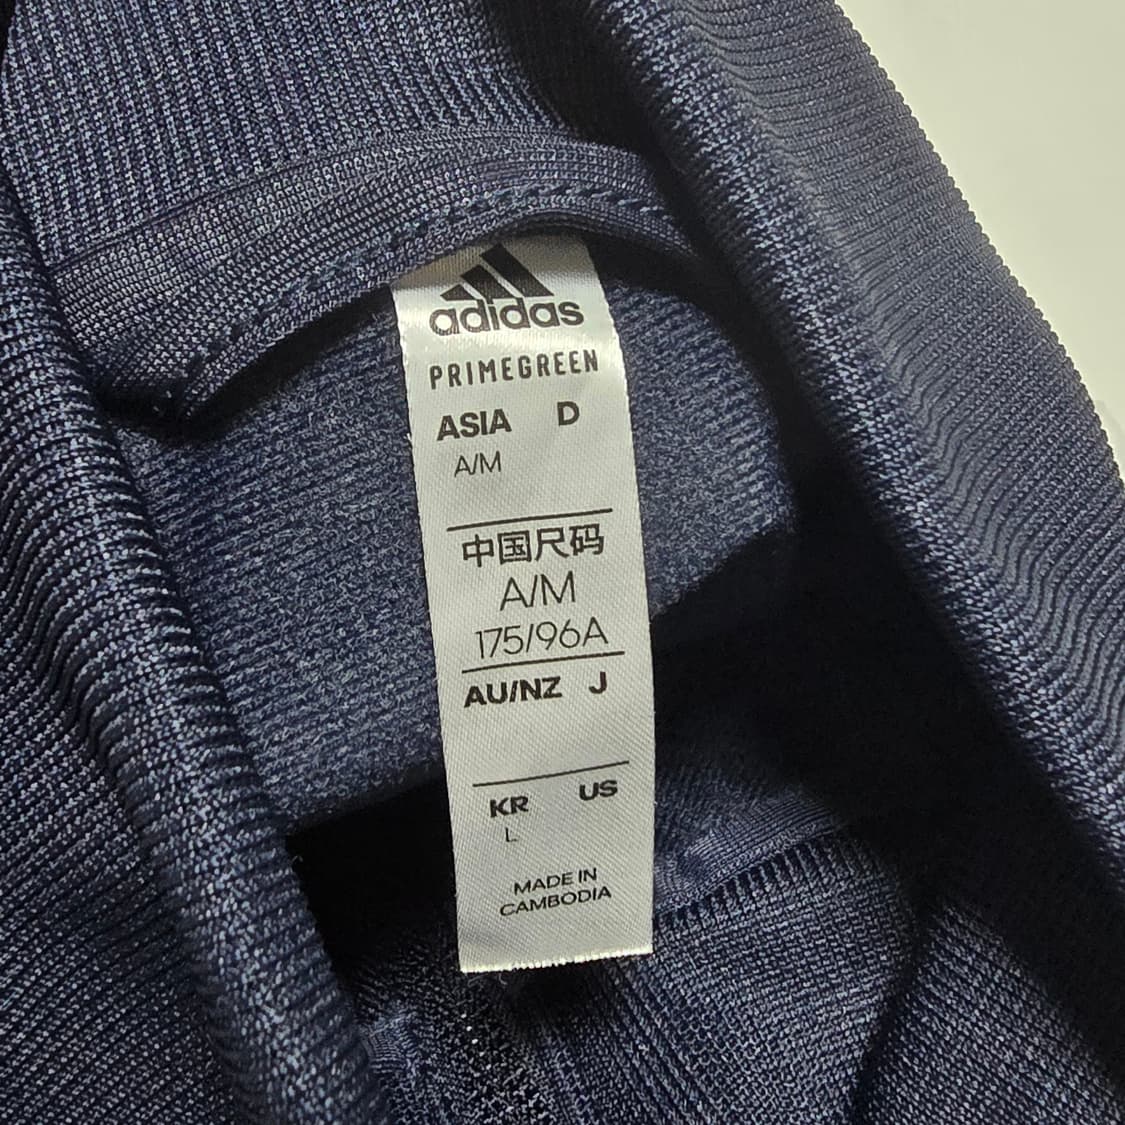 adidas
PRIMEGREEN
ASIA D
A/M
中国尺码
A/M
175/96A
AU/NZ J
KR US
L
MADE IN
CAMBODIA